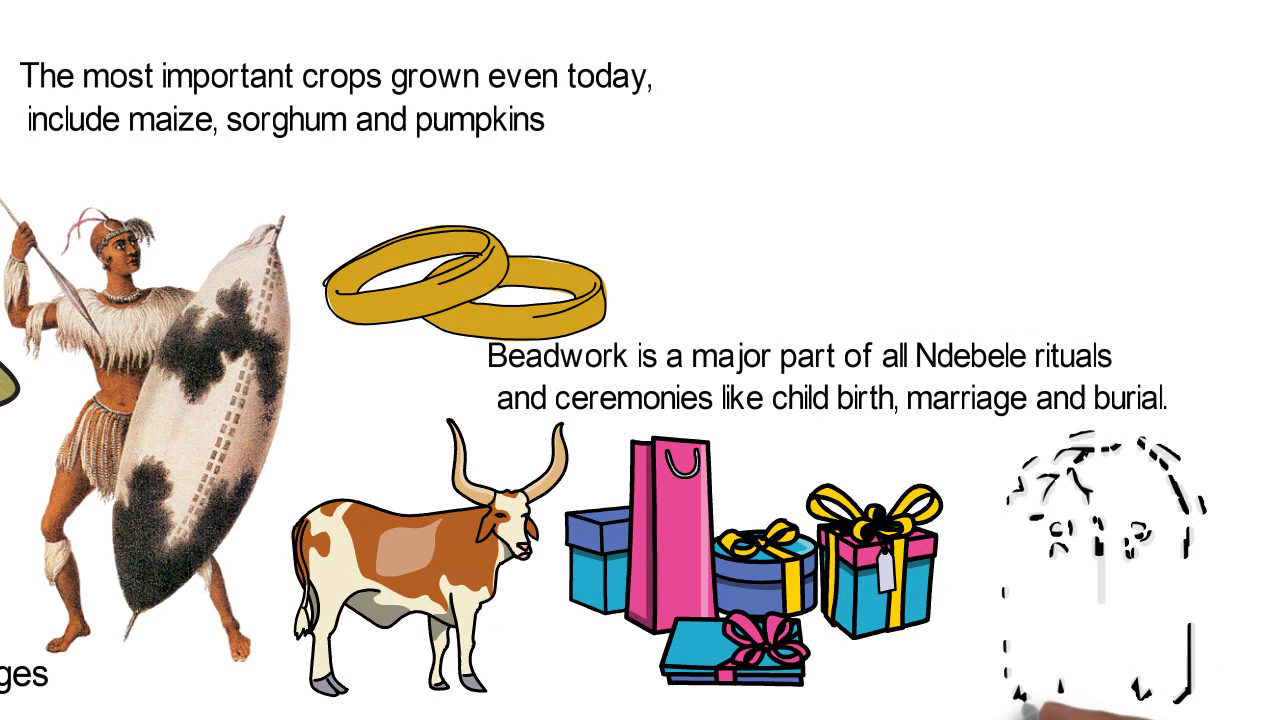 The most important crops grown even today,
include maize, sorghum and pumpkins
Beadwork is a major part of all Ndebele rituals
and ceremonies like child birth, marriage and burial.
ges